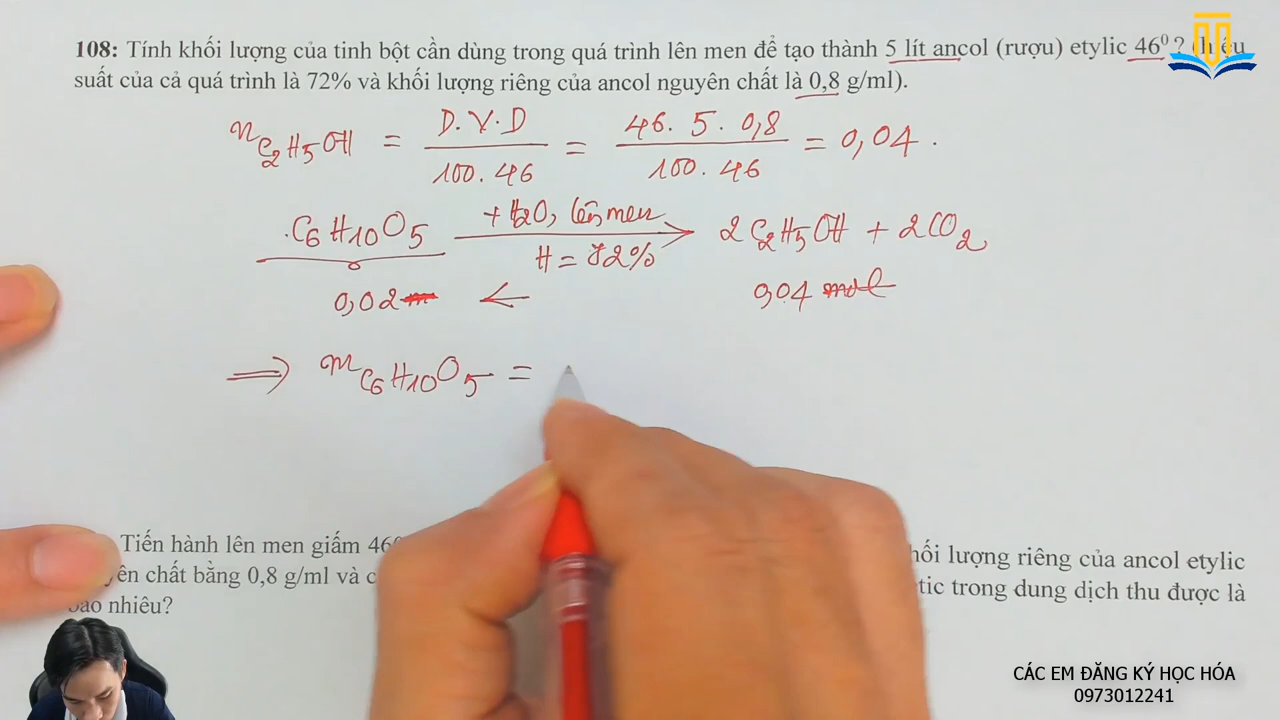 108: Tính khối lượng của tinh bột cần dùng trong quá trình lên men để tạo thành 5 lít ancol (rượu) etylic 46⁰ ?
suất của cả quá trình là 72% và khối lượng riêng của ancol nguyên chất là 0,8 g/ml).
n C₂H₅OH = D.V.D / 100.46 = 46. 5. 0,8 / 100.46 = 0,04.
C₆H₁₀O₅ + H₂O, lên men H = 72% → 2C₂H₅OH + 2CO₂
0,02 ← 0,04 mol
⟹ m C₆H₁₀O₅ =
Tiến hành lên men giấm 46⁰ khối lượng riêng của ancol etylic
chất bằng 0,8 g/ml và trong dung dịch thu được là
bao nhiêu?
CÁC EM ĐĂNG KÝ HỌC HÓA
0973012241